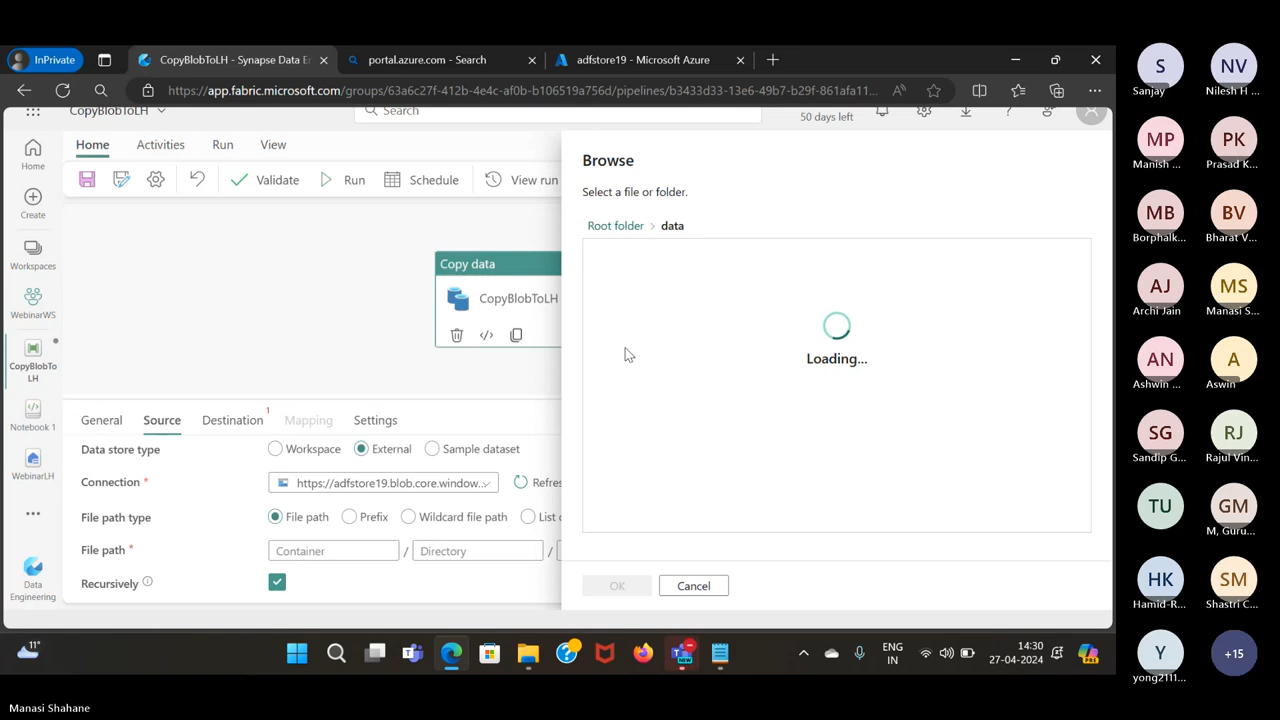 InPrivate
CopyBlobToLH - Synapse Data E
portal.azure.com - Search
adfstore19 - Microsoft Azure
https://app.fabric.microsoft.com/groups/63a6c27f-412b-4e4c-af0b-b106519a756d/pipelines/b3433d33-13e6-49b7-b29f-861afa11...
CopyBlobToLH
Search
50 days left
Home
Activities
Run
View
Validate
Run
Schedule
View run
Home
Create
Workspaces
WebinarWS
CopyBlobTo
LH
Notebook 1
WebinarLH
Data
Engineering
Copy data
CopyBlobToLH
General
Source
Destination
1
Mapping
Settings
Data store type
Workspace
External
Sample dataset
Connection *
https://adfstore19.blob.core.window...
Refres
File path type
File path
Prefix
Wildcard file path
List o
File path *
Container
/
Directory
/
Recursively
Browse
Select a file or folder.
Root folder > data
Loading...
OK
Cancel
S
Sanjay
NV
Nilesh H ...
MP
Manish ...
PK
Prasad K...
MB
Borphalk...
BV
Bharat V...
AJ
Archi Jain
MS
Manasi S...
AN
Ashwin ...
A
Aswin
SG
Sandip G...
RJ
Rajul Vin...
TU
GM
M, Guru...
HK
Hamid-R...
SM
Shastri C...
Y
yong2111...
+15
11°
NEW
PRE
ENG
IN
14:30
27-04-2024
Manasi Shahane